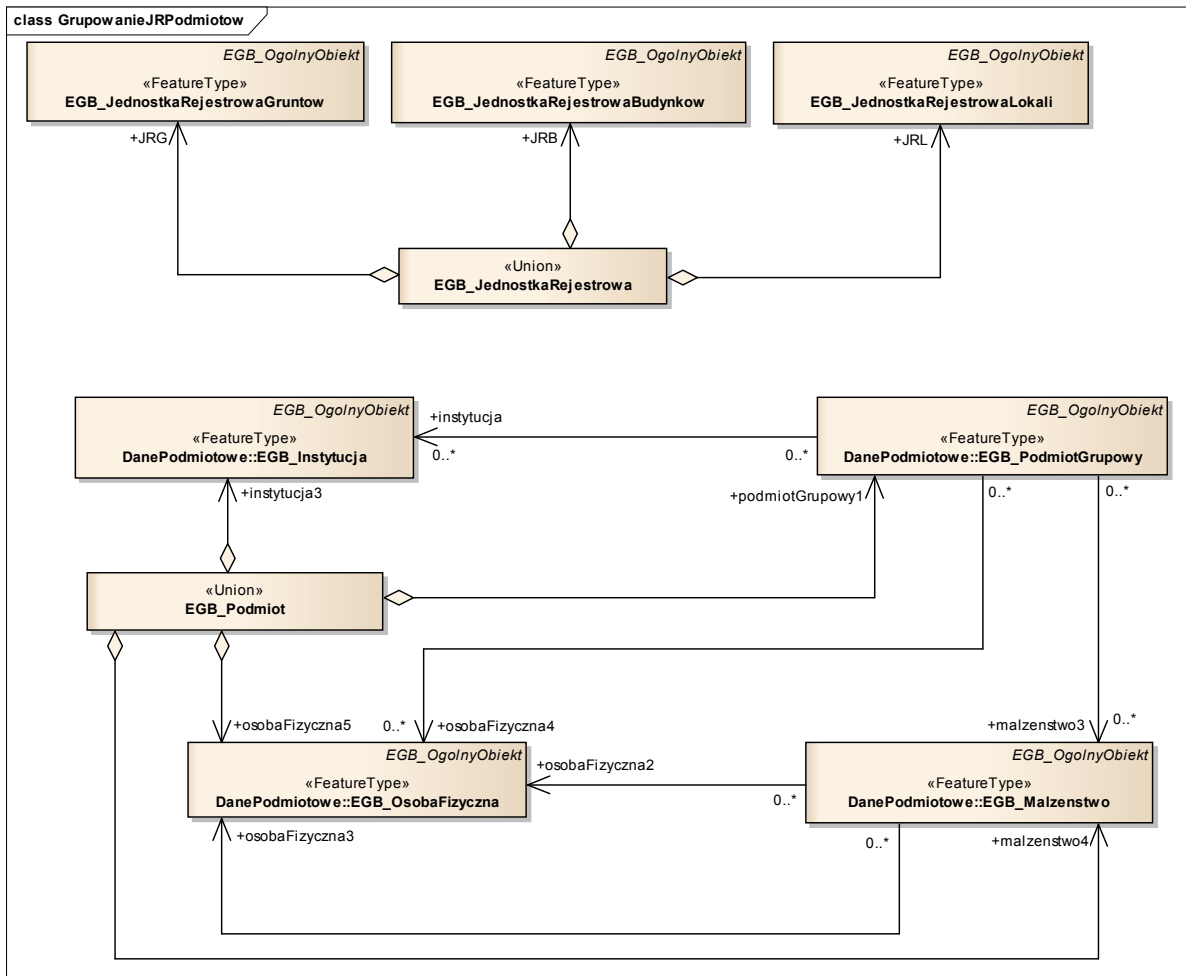 class GrupowanieJRPodmiotow
EGB_OgolnyObiekt
«FeatureType»
EGB_JednostkaRejestrowaGruntow
EGB_OgolnyObiekt
«FeatureType»
EGB_JednostkaRejestrowaBudynkow
EGB_OgolnyObiekt
«FeatureType»
EGB_JednostkaRejestrowaLokali
+JRG
+JRB
+JRL
«Union»
EGB_JednostkaRejestrowa
EGB_OgolnyObiekt
«FeatureType»
DanePodmiotowe::EGB_Instytucja
+instytucja
0..*
0..*
EGB_OgolnyObiekt
«FeatureType»
DanePodmiotowe::EGB_PodmiotGrupowy
+instytucja3
+podmiotGrupowy1
0..*
0..*
«Union»
EGB_Podmiot
+osobaFizyczna5
0..*
+osobaFizyczna4
+malzenstwo3
0..*
EGB_OgolnyObiekt
«FeatureType»
DanePodmiotowe::EGB_OsobaFizyczna
+osobaFizyczna2
0..*
EGB_OgolnyObiekt
«FeatureType»
DanePodmiotowe::EGB_Malzenstwo
+osobaFizyczna3
0..*
+malzenstwo4